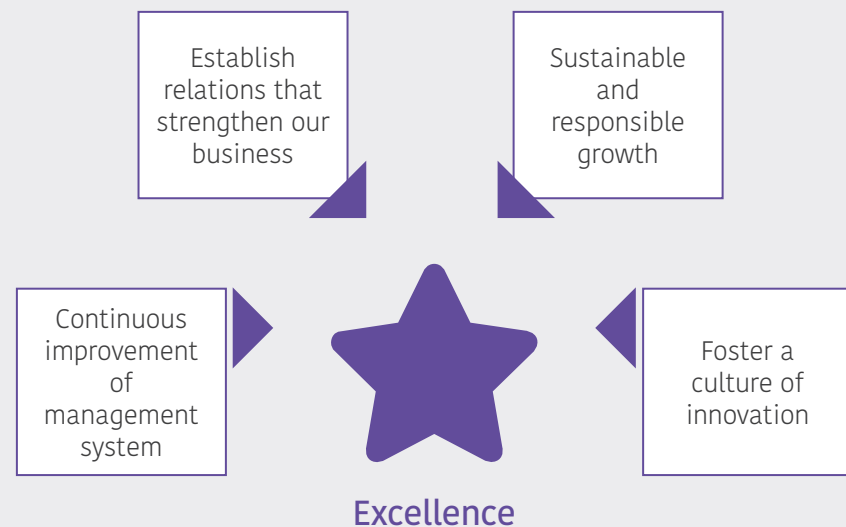 Establish
relations that
strengthen our
business
Sustainable
and
responsible
growth
Continuous
improvement
of
management
system
Foster a
culture of
innovation
Excellence